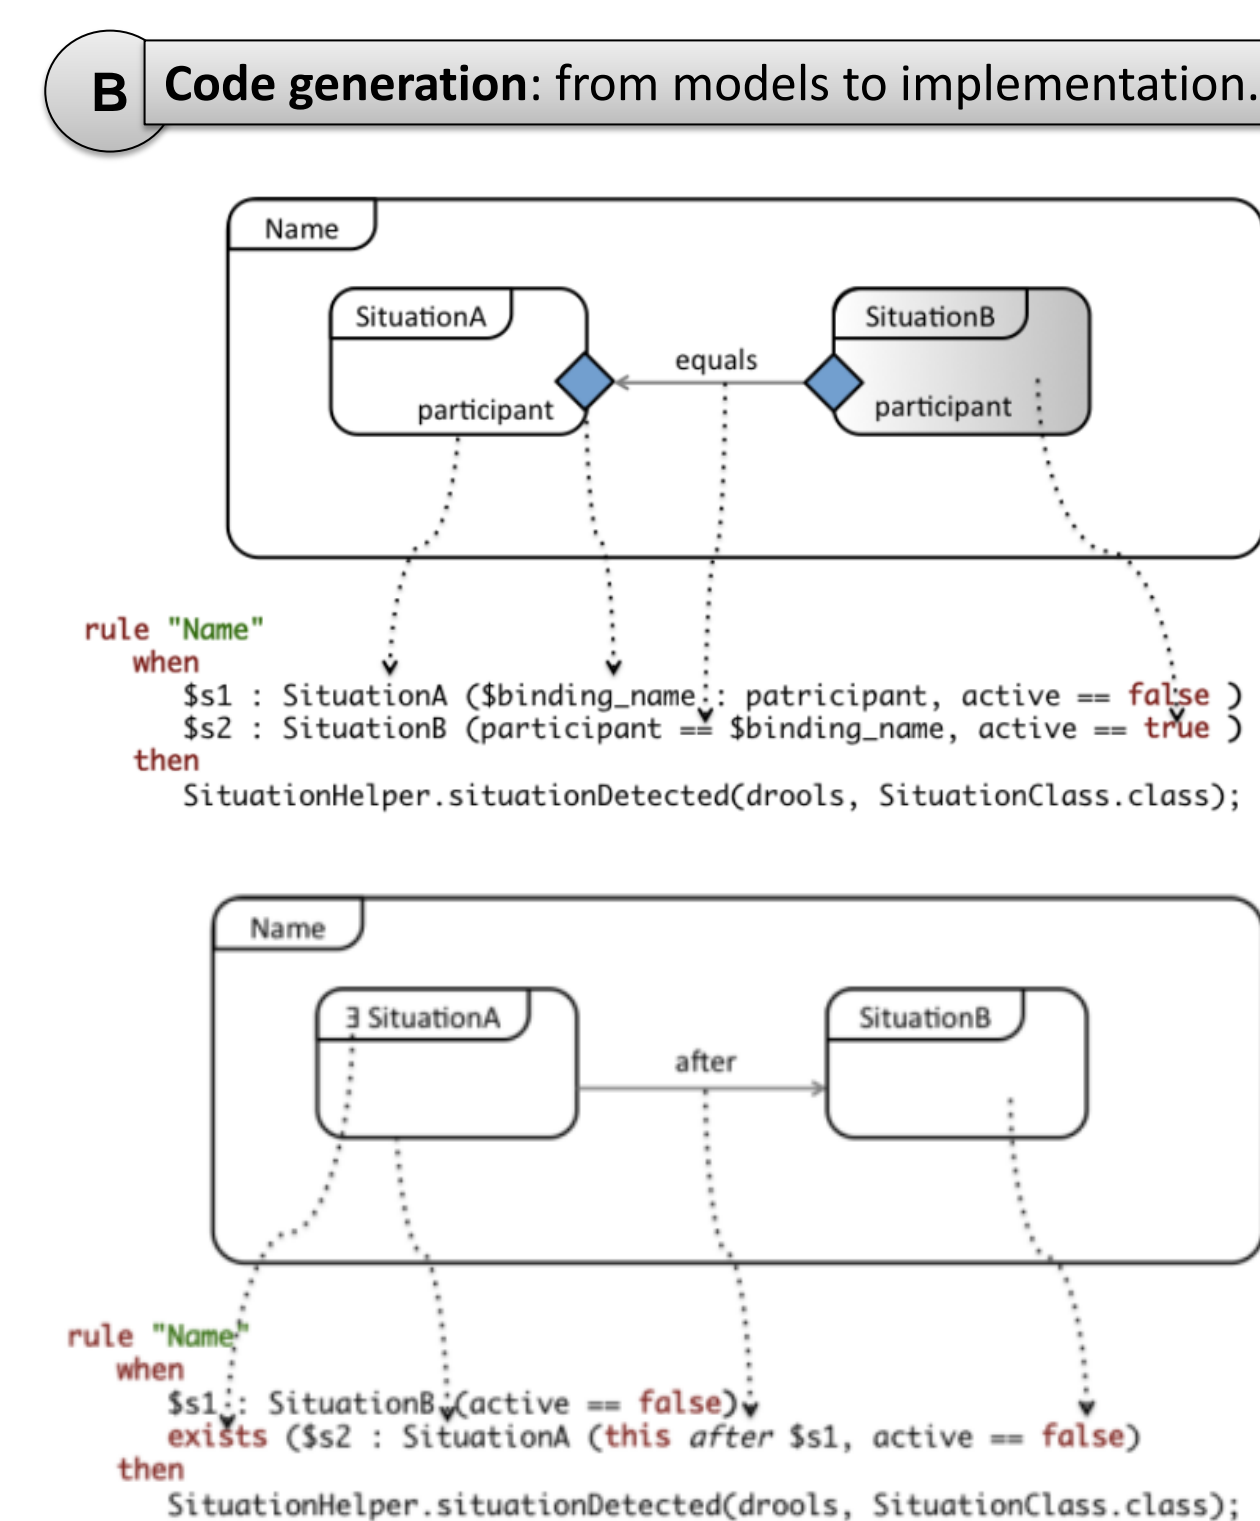 B Code generation: from models to implementation.
Name
SituationA
SituationB
equals
participant
participant
rule "Name"
when
$s1 : SituationA ($binding_name : patricipant, active == false )
$s2 : SituationB (participant == $binding_name, active == true )
then
SituationHelper.situationDetected(drools, SituationClass.class);
Name
∃ SituationA
SituationB
after
rule "Name"
when
$s1 : SituationB (active == false)
exists ($s2 : SituationA (this after $s1, active == false)
then
SituationHelper.situationDetected(drools, SituationClass.class);